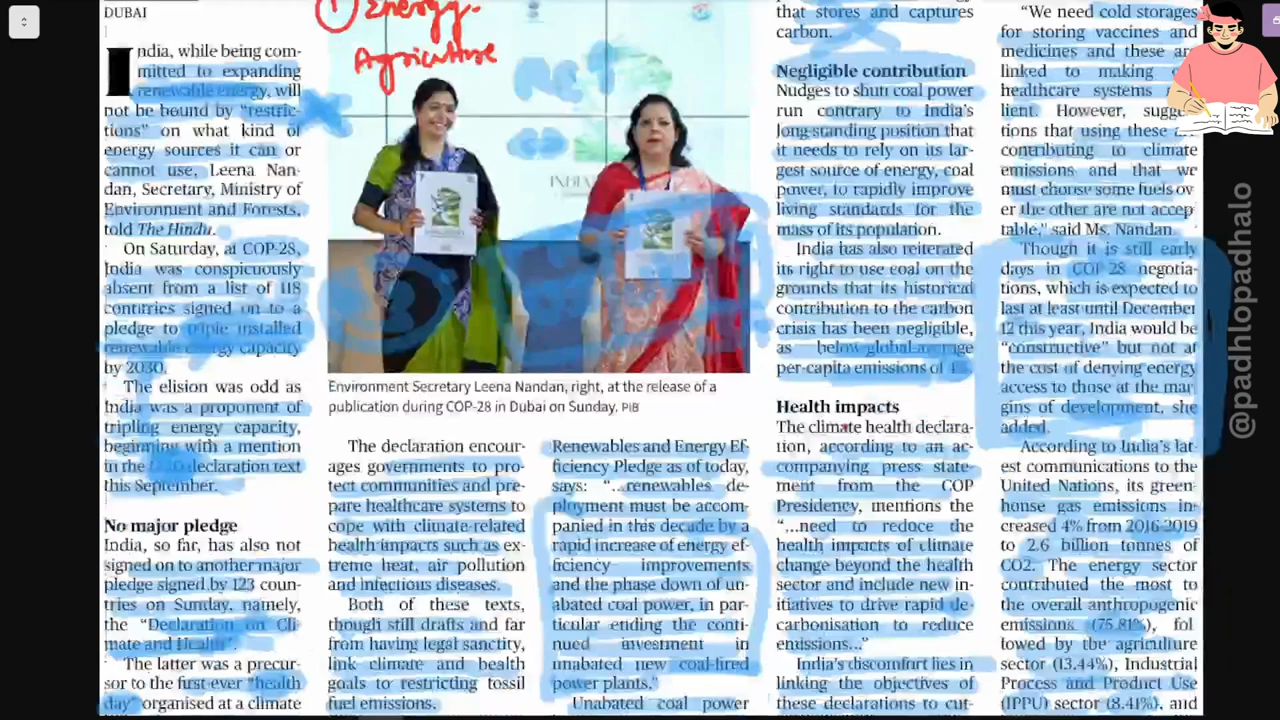 DUBAI
India, while being com-
mitted to expanding
renewable energy, will
not be bound by “restric-
tions” on what kind of
energy sources it can or
cannot use, Leena Nan-
dan, Secretary, Ministry of
Environment and Forests,
told The Hindu.
On Saturday, at COP-28,
India was conspicuously
absent from a list of 118
countries signed on to a
pledge to triple installed
renewable energy capacity
by 2030.
The elision was odd as
India was a proponent of
tripling energy capacity,
beginning with a mention
in the declaration text
this September.
No major pledge
India, so far, has also not
signed on to another major
pledge signed by 123 coun-
tries on Sunday, namely,
the “Declaration on Cli-
mate and Health”.
The latter was a precur-
sor to the first-ever “health
day” organised at a climate
① Energy.
Agriculture
RET
INDIA
Environment Secretary Leena Nandan, right, at the release of a
publication during COP-28 in Dubai on Sunday. PIB
The declaration encour-
ages governments to pro-
tect communities and pre-
pare healthcare systems to
cope with climate-related
health impacts such as ex-
treme heat, air pollution
and infectious diseases.
Both of these texts,
though still drafts and far
from having legal sanctity,
link climate and health
goals to restricting fossil
fuel emissions.
Renewables and Energy Ef-
ficiency Pledge as of today,
says: “...renewables de-
ployment must be accom-
panied in this decade by a
rapid increase of energy ef-
ficiency improvements
and the phase down of un-
abated coal power, in par-
ticular ending the conti-
nued investment in
unabated new coal-fired
power plants.”
Unabated coal power
that stores and captures
carbon.
Negligible contribution
Nudges to shun coal power
run contrary to India’s
long-standing position that
it needs to rely on its lar-
gest source of energy, coal
power, to rapidly improve
living standards for the
mass of its population.
India has also reiterated
its right to use coal on the
grounds that its historical
contribution to the carbon
crisis has been negligible,
as below-global-average
per-capita emissions of
Health impacts
The climate health declara-
tion, according to an ac-
companying press state-
ment from the COP
Presidency, mentions the
“...need to reduce the
health impacts of climate
change beyond the health
sector and include new in-
itiatives to drive rapid de-
carbonisation to reduce
emissions...”
India’s discomfort lies in
linking the objectives of
these declarations to cut-
“We need cold storages
for storing vaccines and
medicines and these are
linked to making
healthcare systems
lient. However, sugges
tions that using these
contributing to climate
emissions and that we
must choose some fuels ov
er the other are not accep
table,” said Ms. Nandan.
Though it is still early
days in COP-28 negotia-
tions, which is expected to
last at least until December
12 this year, India would be
“constructive” but not at
the cost of denying energy
access to those at the mar
gins of development, she
added.
According to India’s lat-
est communications to the
United Nations, its green-
house gas emissions in-
creased 4% from 2016-2019
to 2.6 billion tonnes of
CO2. The energy sector
contributed the most to
the overall anthropogenic
emissions (75.81%), fol
lowed by the agriculture
sector (13.44%), Industrial
Process and Product Use
(IPPU) sector (8.41%), and
@padhlopadhalo